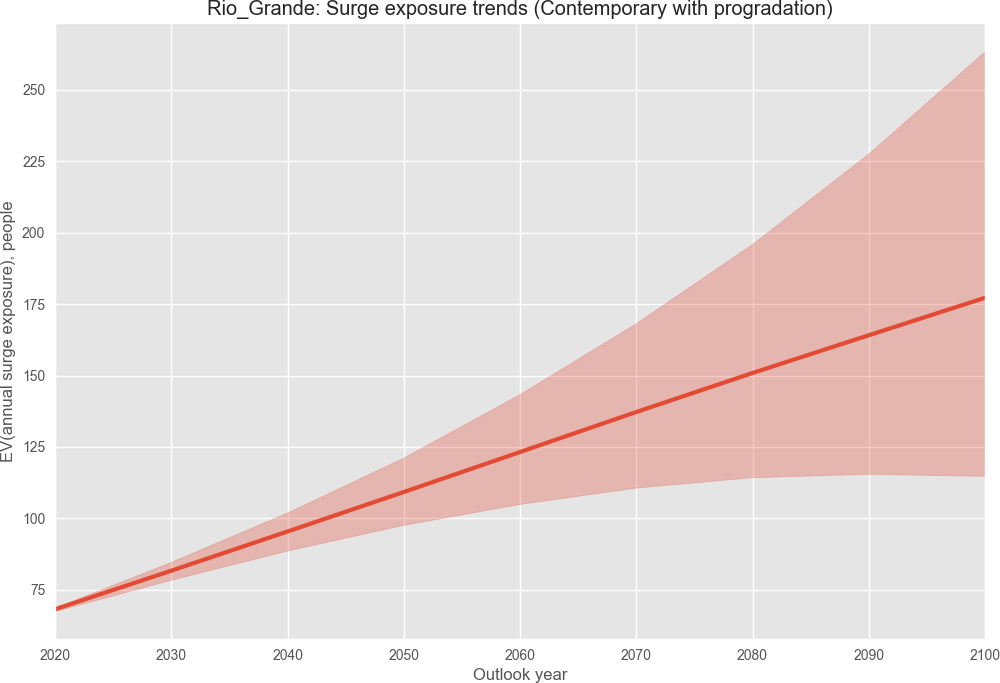 Rio_Grande: Surge exposure trends (Contemporary with progradation)
EV(annual surge exposure), people
250
225
200
175
150
125
100
75
2020 2030 2040 2050 2060 2070 2080 2090 2100
Outlook year